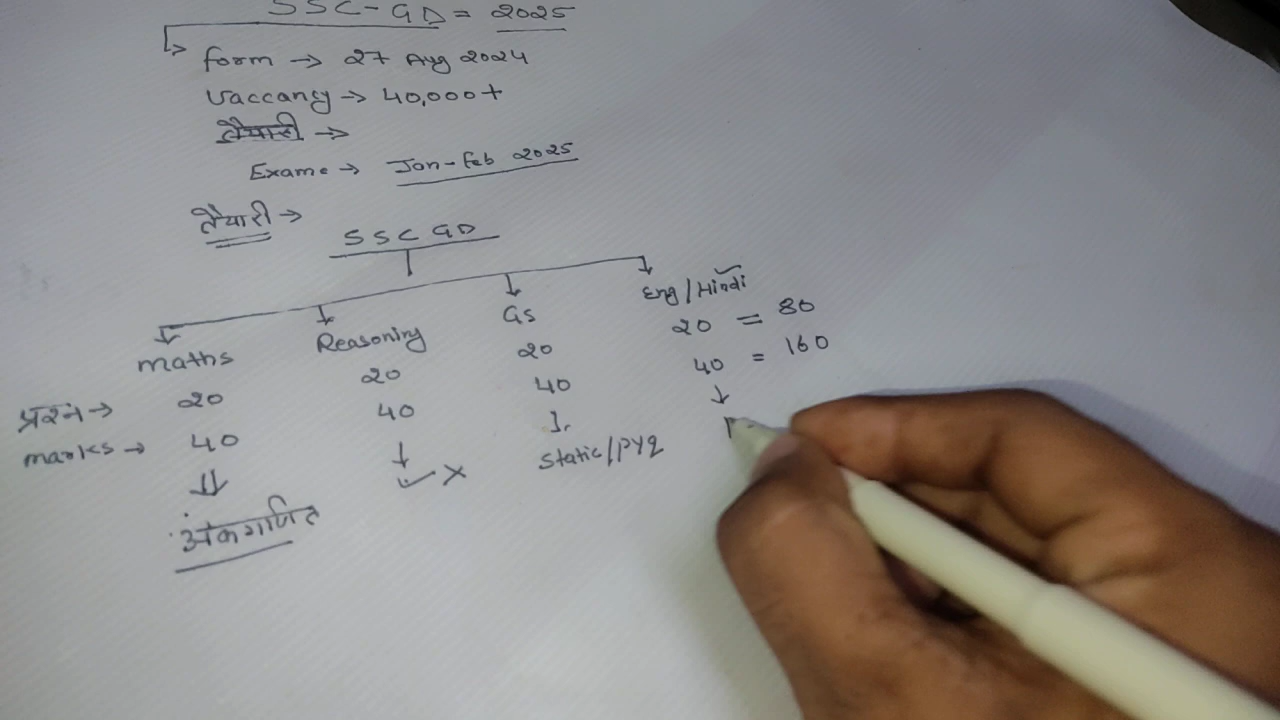 SSC-GD = 2025
form → 27 Aug 2024
Vaccancy → 40,000+
तैयारी →
Exame → Jan-Feb 2025
तैयारी →
SSC GD
maths Reasoning GS Eng/Hindi
प्रश्न → 20 20 20 20 = 80
marks → 40 40 40 40 = 160
अंकगणित ✓ X Static/PYQ